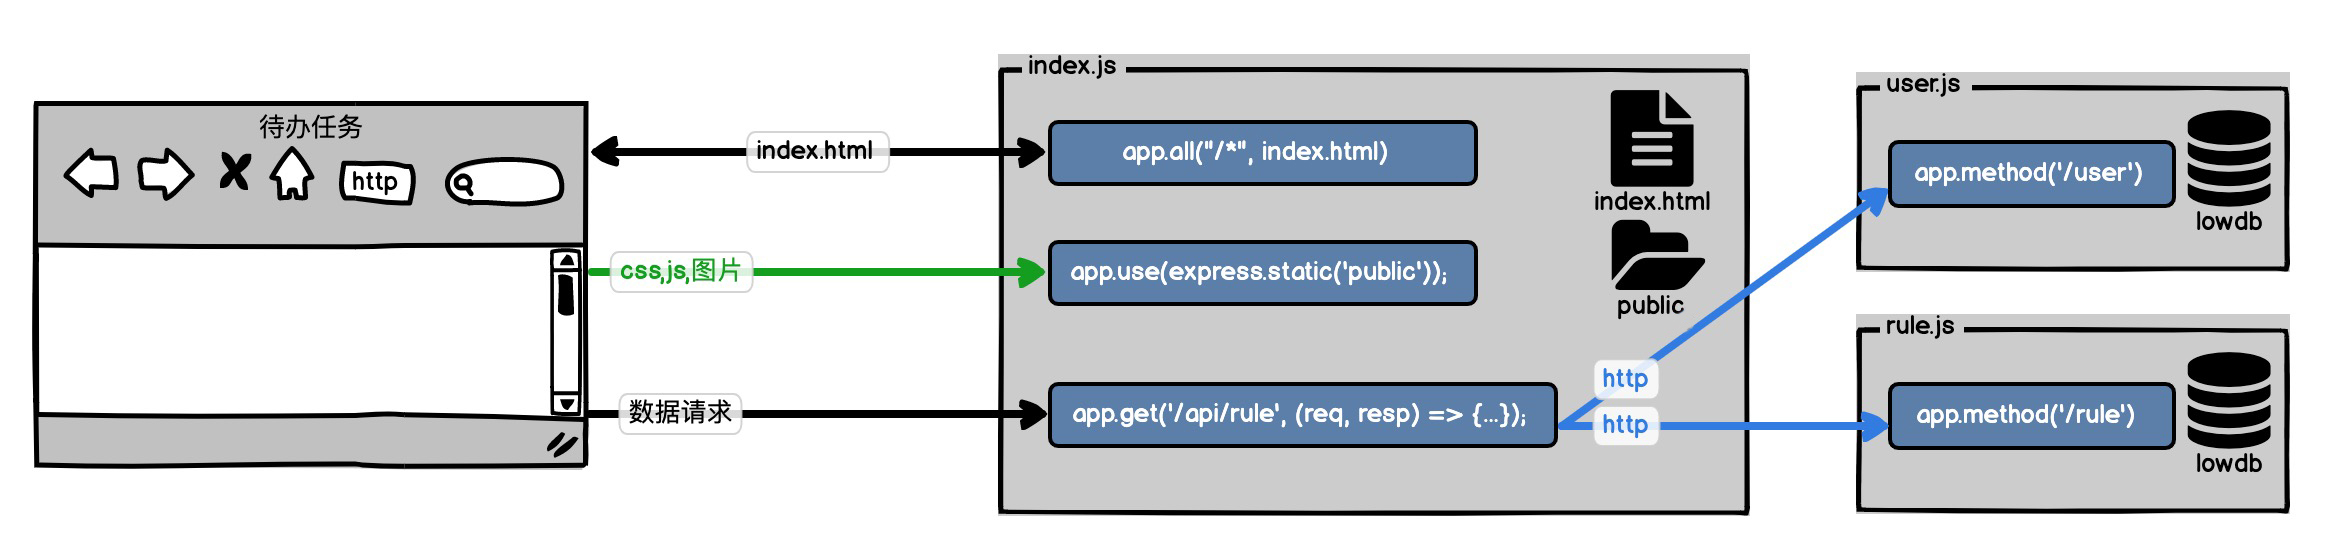 待办任务
http
index.html
css,js,图片
数据请求
index.js
app.all("/*", index.html)
index.html
app.use(express.static('public'));
public
app.get('/api/rule', (req, resp) => {...});
http
http
user.js
app.method('/user')
lowdb
rule.js
app.method('/rule')
lowdb